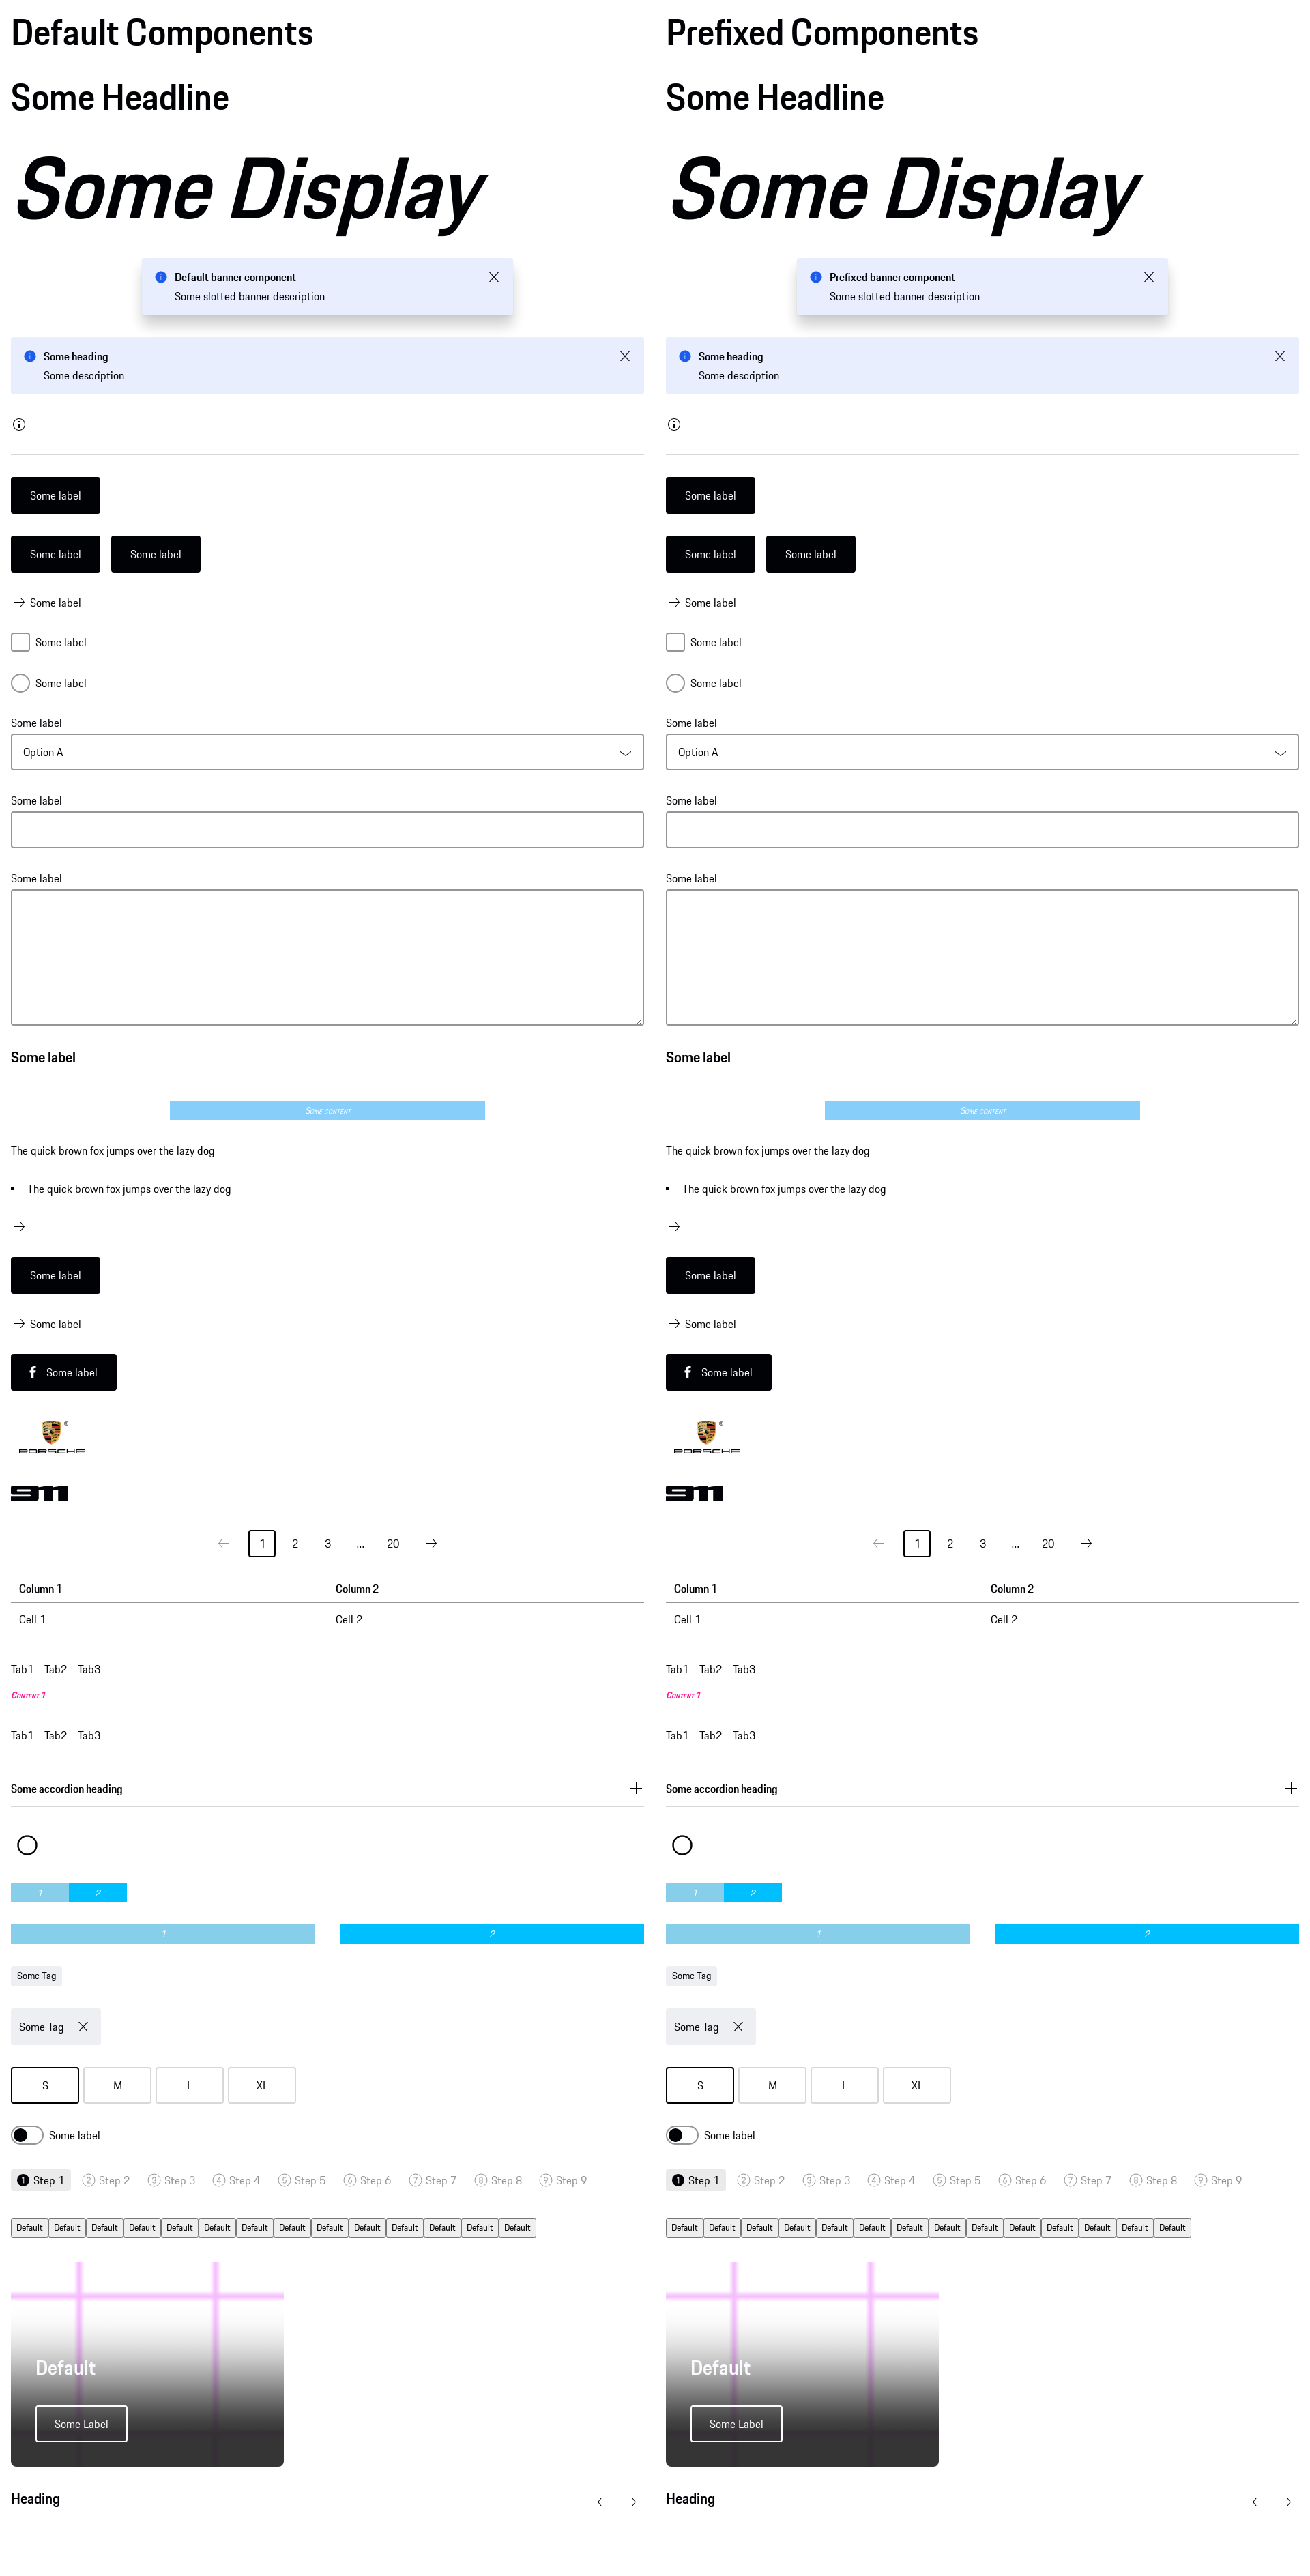 Default Components
Some Headline
Some Display
Default banner component
Some slotted banner description
Some heading
Some description
Some label
Some label Some label
Some label
Some label
Some label
Some label
Option A
Some label
Some label
Some label
Some content
The quick brown fox jumps over the lazy dog
The quick brown fox jumps over the lazy dog
Some label
Some label
Some label
PORSCHE
911
1 2 3 ... 20
Column 1 Column 2
Cell 1 Cell 2
Tab1 Tab2 Tab3
Content 1
Tab1 Tab2 Tab3
Some accordion heading
1 2
1 2
Some Tag
Some Tag
S M L XL
Some label
1 Step 1 2 Step 2 3 Step 3 4 Step 4 5 Step 5 6 Step 6 7 Step 7 8 Step 8 9 Step 9
Default Default Default Default Default Default Default Default Default Default Default Default Default Default
Default
Some Label
Heading
Prefixed Components
Some Headline
Some Display
Prefixed banner component
Some slotted banner description
Some heading
Some description
Some label
Some label Some label
Some label
Some label
Some label
Some label
Option A
Some label
Some label
Some label
Some content
The quick brown fox jumps over the lazy dog
The quick brown fox jumps over the lazy dog
Some label
Some label
Some label
PORSCHE
911
1 2 3 ... 20
Column 1 Column 2
Cell 1 Cell 2
Tab1 Tab2 Tab3
Content 1
Tab1 Tab2 Tab3
Some accordion heading
1 2
1 2
Some Tag
Some Tag
S M L XL
Some label
1 Step 1 2 Step 2 3 Step 3 4 Step 4 5 Step 5 6 Step 6 7 Step 7 8 Step 8 9 Step 9
Default Default Default Default Default Default Default Default Default Default Default Default Default Default
Default
Some Label
Heading